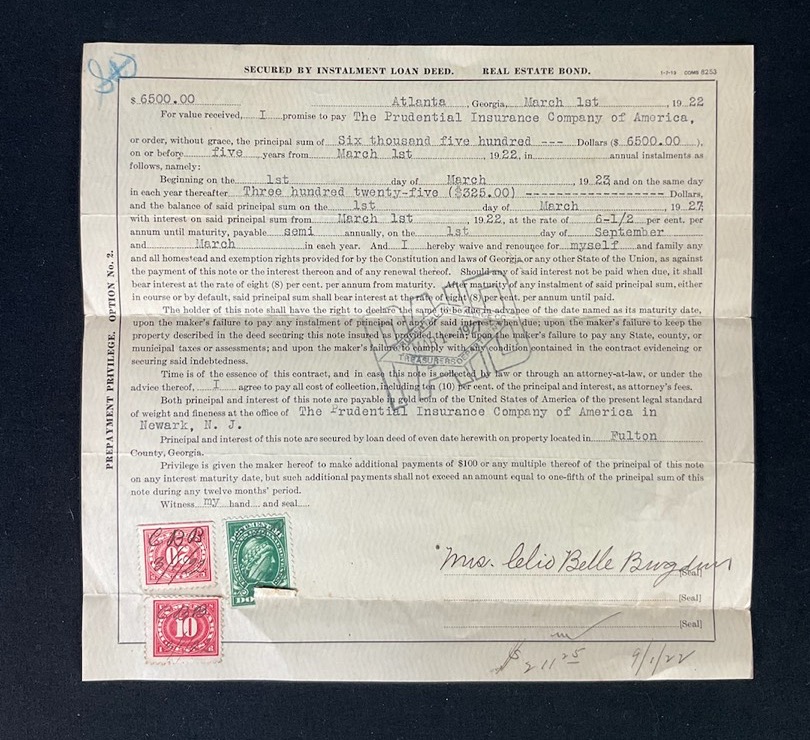 SECURED BY INSTALMENT LOAN DEED. REAL ESTATE BOND. 1-7-19 COMB 8253
$ 6500.00 Atlanta, Georgia, March 1st, 1922
For value received, I promise to pay The Prudential Insurance Company of America,
or order, without grace, the principal sum of Six thousand five hundred --- Dollars ($ 6500.00 ),
on or before five years from March 1st, 1922, in annual instalments as
follows, namely:
Beginning on the 1st day of March, 1923 and on the same day
in each year thereafter Three hundred twenty-five ($325.00) ------------------ Dollars,
and the balance of said principal sum on the 1st day of March, 1927
with interest on said principal sum from March 1st, 1922, at the rate of 6-1/2 per cent. per
annum until maturity, payable semi annually, on the 1st day of September
and March in each year. And I hereby waive and renounce for myself and family any
and all homestead and exemption rights provided for by the Constitution and laws of Georgia, or any other State of the Union, as against
the payment of this note or the interest thereon and of any renewal thereof. Should any of said interest not be paid when due, it shall
bear interest at the rate of eight (8) per cent. per annum from maturity. After maturity of any instalment of said principal sum, either
in course or by default, said principal sum shall bear interest at the rate of eight (8) per cent. per annum until paid.
The holder of this note shall have the right to declare the same to be due in advance of the date named as its maturity date,
upon the maker's failure to pay any instalment of principal or any of said interest when due; upon the maker's failure to keep the
property described in the deed securing this note insured as provided therein; upon the maker's failure to pay any State, county, or
municipal taxes or assessments; and upon the maker's failure to comply with any condition contained in the contract evidencing or
securing said indebtedness.
Time is of the essence of this contract, and in case this note is collected by law or through an attorney-at-law, or under the
advice thereof, I agree to pay all cost of collection, including ten (10) per cent. of the principal and interest, as attorney's fees.
Both principal and interest of this note are payable in gold coin of the United States of America of the present legal standard
of weight and fineness at the office of The Prudential Insurance Company of America in
Newark, N. J.
Principal and interest of this note are secured by loan deed of even date herewith on property located in Fulton
County, Georgia.
Privilege is given the maker hereof to make additional payments of $100 or any multiple thereof of the principal of this note
on any interest maturity date, but such additional payments shall not exceed an amount equal to one-fifth of the principal sum of this
note during any twelve months' period.
Witness my hand and seal
PREPAYMENT PRIVILEGE. OPTION No. 2.
PAID
CBB
10
Mrs. Celio Belle Brogdon [Seal]
[Seal]
[Seal]
$ 211 25 9/1/22